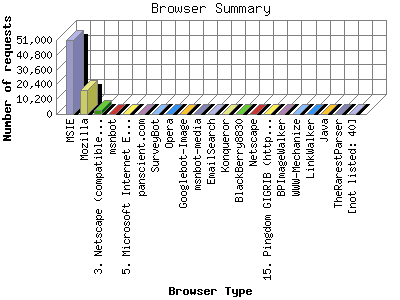 Browser Summary
Number of requests
51,000
40,800
30,600
20,400
10,200
0
MSIE
Mozilla
3. Netscape (compatible...
msnbot
5. Microsoft Internet E...
panscient.com
SurveyBot
Opera
Googlebot-Image
msnbot-media
EmailSearch
Konqueror
BlackBerry8830
Netscape
15. Pingdom GIGRIB (http...
BPImageWalker
WWW-Mechanize
LinkWalker
Java
TheRarestParser
[not listed: 40]
Browser Type